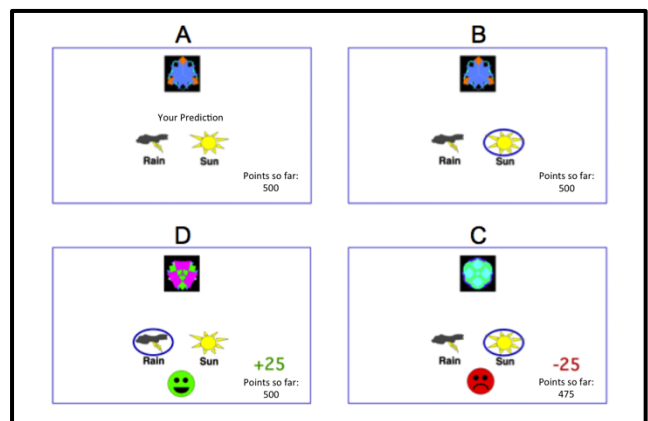 A
Your Prediction
Rain Sun
Points so far:
500
B
Rain Sun
Points so far:
500
D
Rain Sun
+25
Points so far:
500
C
Rain Sun
-25
Points so far:
475